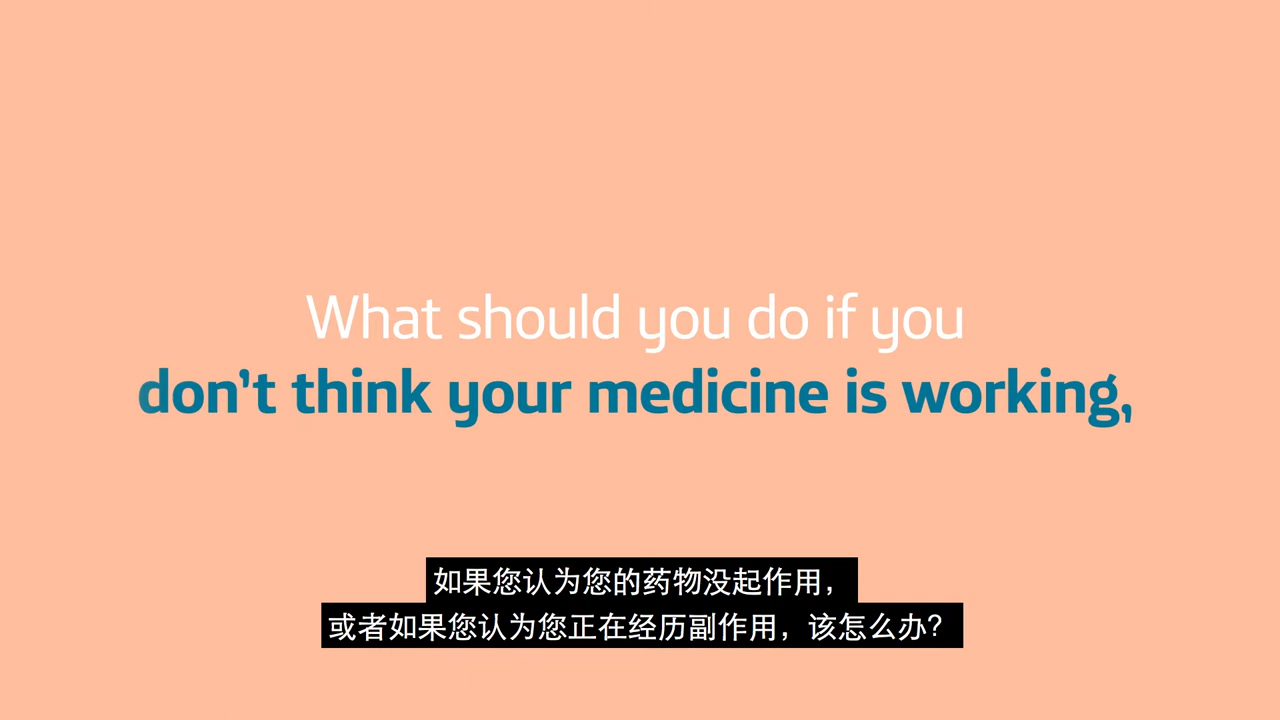 What should you do if you
don't think your medicine is working,
如果您认为您的药物没起作用，
或者如果您认为您正在经历副作用，该怎么办？